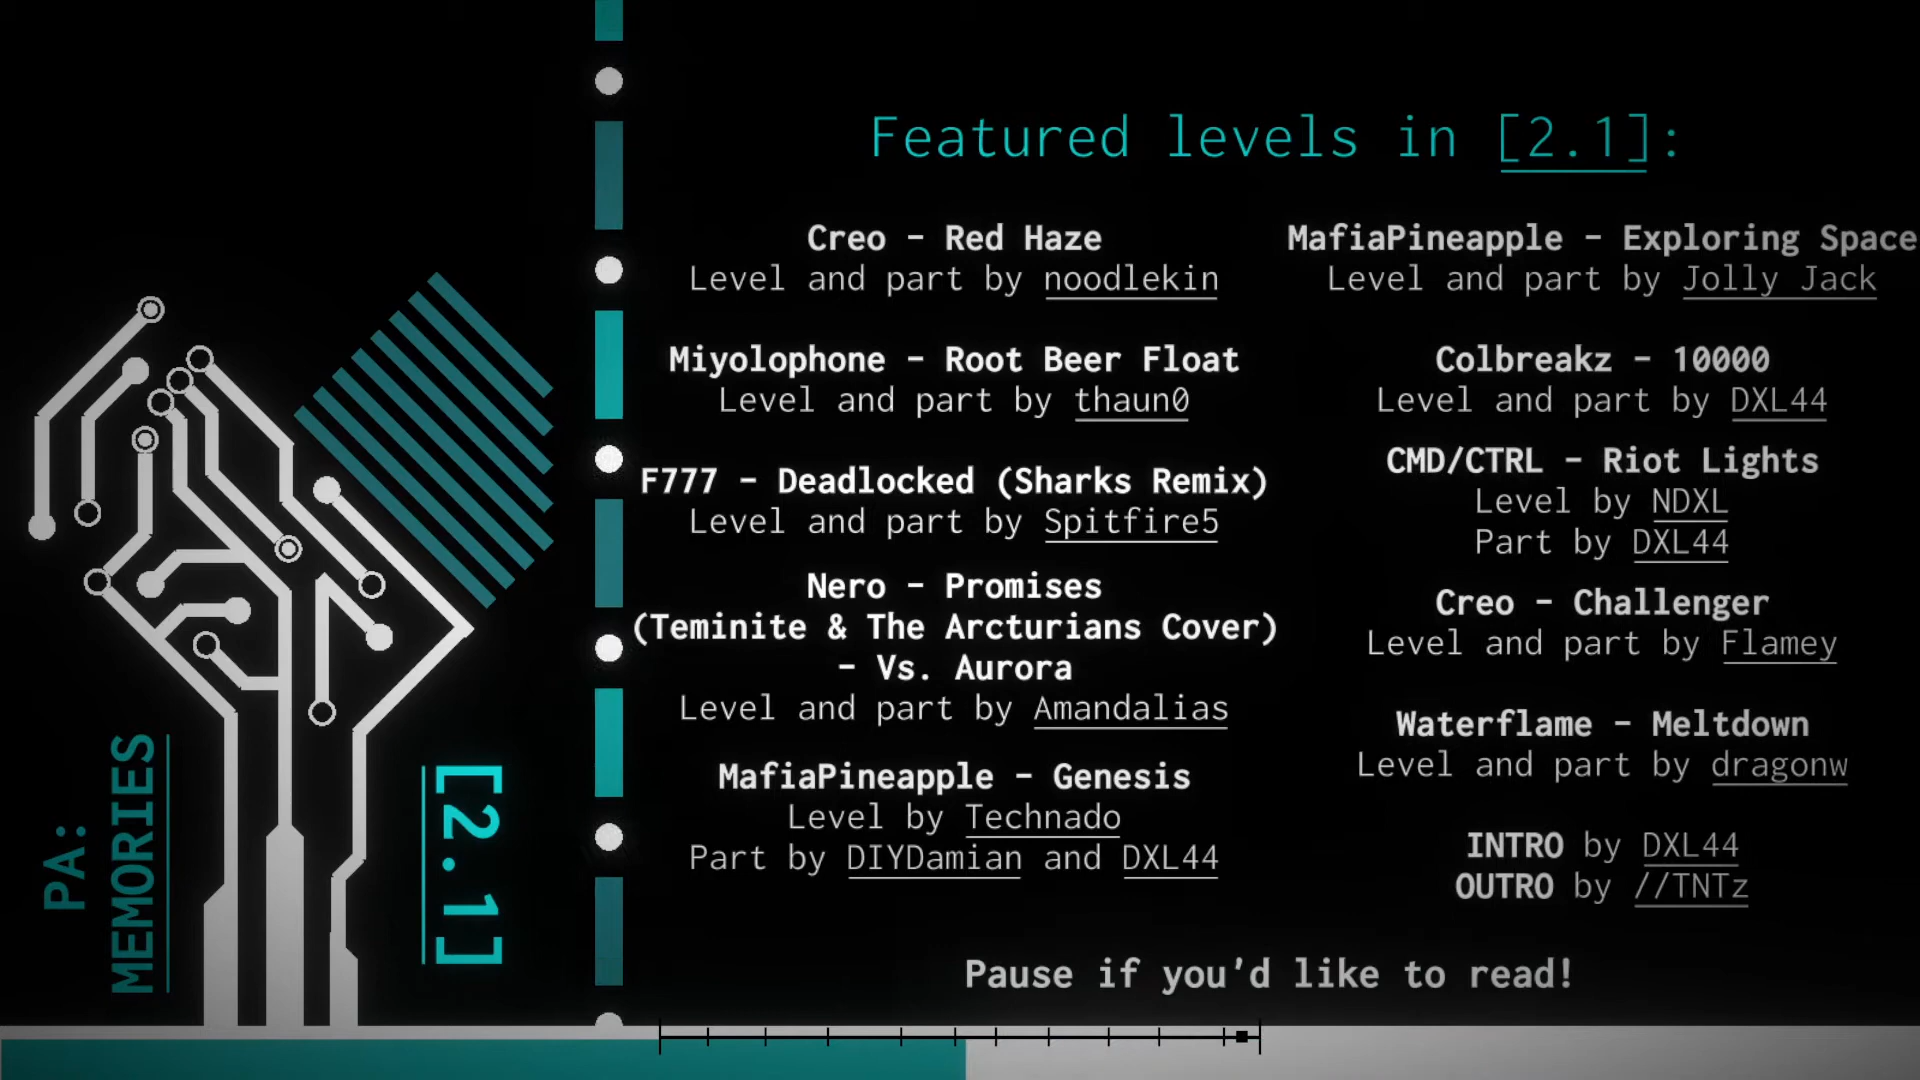 PA:
MEMORIES
[2.1]
Featured levels in [2.1]:
Creo - Red Haze
Level and part by noodlekin
Miyolophone - Root Beer Float
Level and part by thaun0
F777 - Deadlocked (Sharks Remix)
Level and part by Spitfire5
Nero - Promises
(Teminite & The Arcturians Cover)
- Vs. Aurora
Level and part by Amandalias
MafiaPineapple - Genesis
Level by Technado
Part by DIYDamian and DXL44
MafiaPineapple - Exploring Space
Level and part by Jolly Jack
Colbreakz - 10000
Level and part by DXL44
CMD/CTRL - Riot Lights
Level by NDXL
Part by DXL44
Creo - Challenger
Level and part by Flamey
Waterflame - Meltdown
Level and part by dragonw
INTRO by DXL44
OUTRO by //TNTz
Pause if you'd like to read!